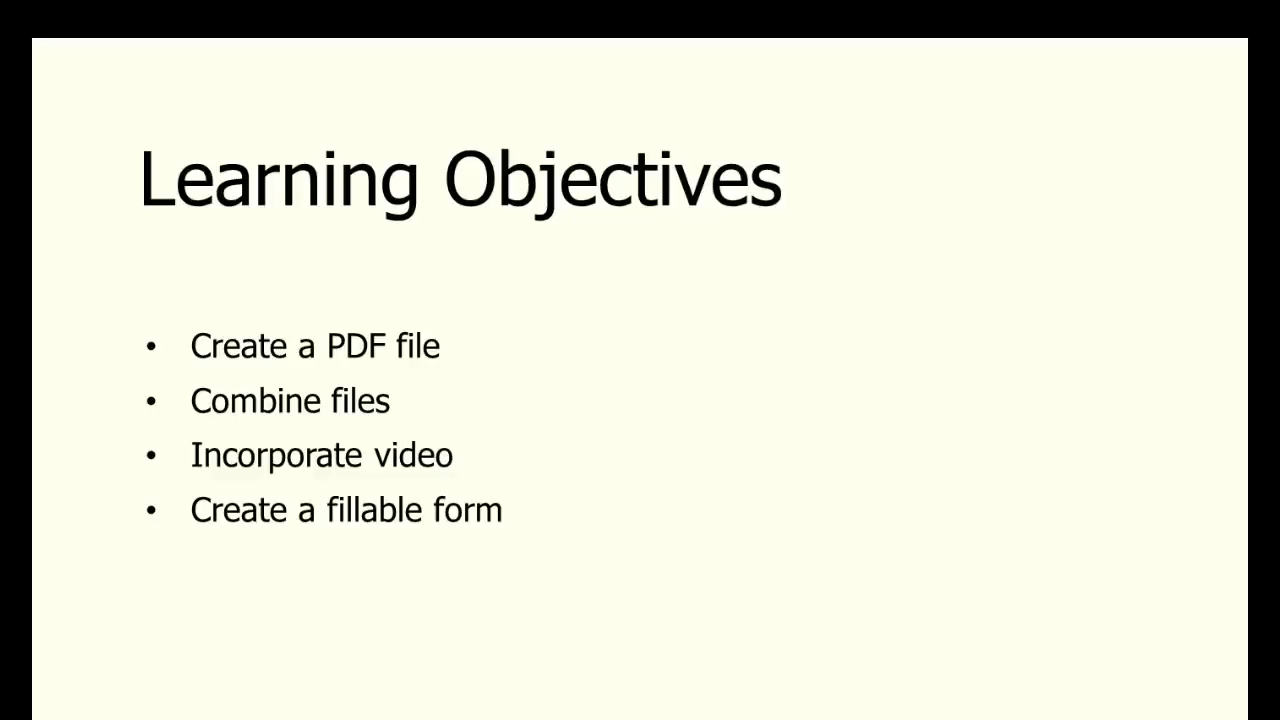 Learning Objectives
• Create a PDF file
• Combine files
• Incorporate video
• Create a fillable form